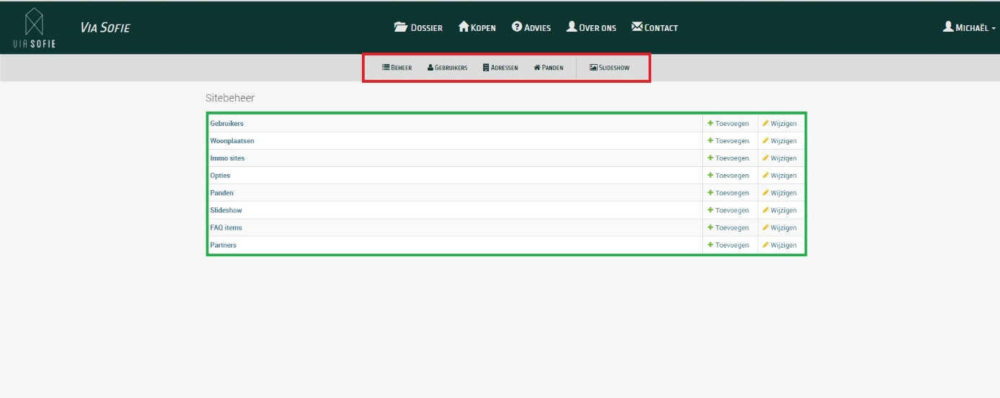 VIA SOFIE
VIA SOFIE DOSSIER KOPEN ADVIES OVER ONS CONTACT MICHAËL
BEHEER GEBRUIKERS ADRESSEN PANDEN SLIDESHOW
Sitebeheer
Gebruikers Toevoegen Wijzigen
Woonplaatsen Toevoegen Wijzigen
Immo sites Toevoegen Wijzigen
Opties Toevoegen Wijzigen
Panden Toevoegen Wijzigen
Slideshow Toevoegen Wijzigen
FAQ items Toevoegen Wijzigen
Partners Toevoegen Wijzigen